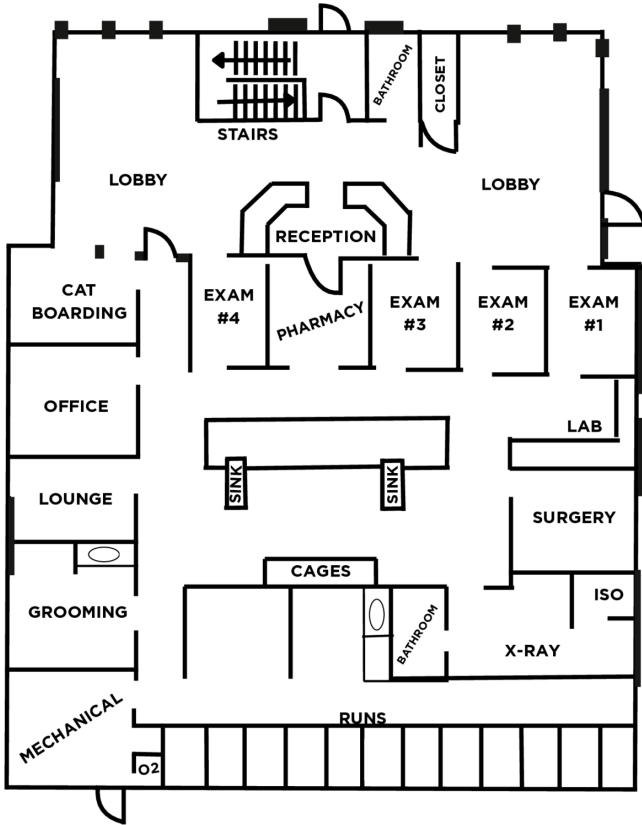 BATHROOM
CLOSET
STAIRS
LOBBY
LOBBY
RECEPTION
CAT
BOARDING
EXAM
#4
PHARMACY
EXAM
#3
EXAM
#2
EXAM
#1
OFFICE
LAB
SINK
SINK
LOUNGE
SURGERY
CAGES
GROOMING
BATHROOM
ISO
X-RAY
MECHANICAL
RUNS
O2